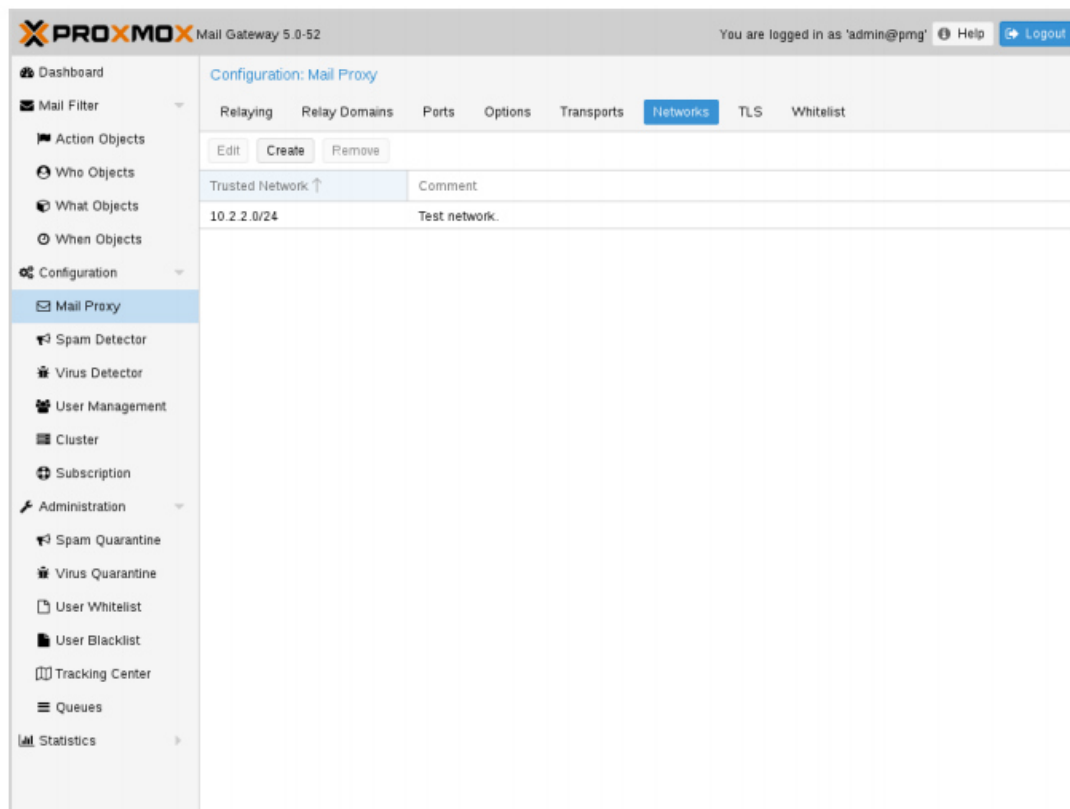 PROXMOX Mail Gateway 5.0-52 You are logged in as 'admin@pmg' Help Logout
Dashboard
Mail Filter
Action Objects
Who Objects
What Objects
When Objects
Configuration
Mail Proxy
Spam Detector
Virus Detector
User Management
Cluster
Subscription
Administration
Spam Quarantine
Virus Quarantine
User Whitelist
User Blacklist
Tracking Center
Queues
Statistics
Configuration: Mail Proxy
Relaying Relay Domains Ports Options Transports Networks TLS Whitelist
Edit Create Remove
Trusted Network ↑ Comment
10.2.2.0/24 Test network.